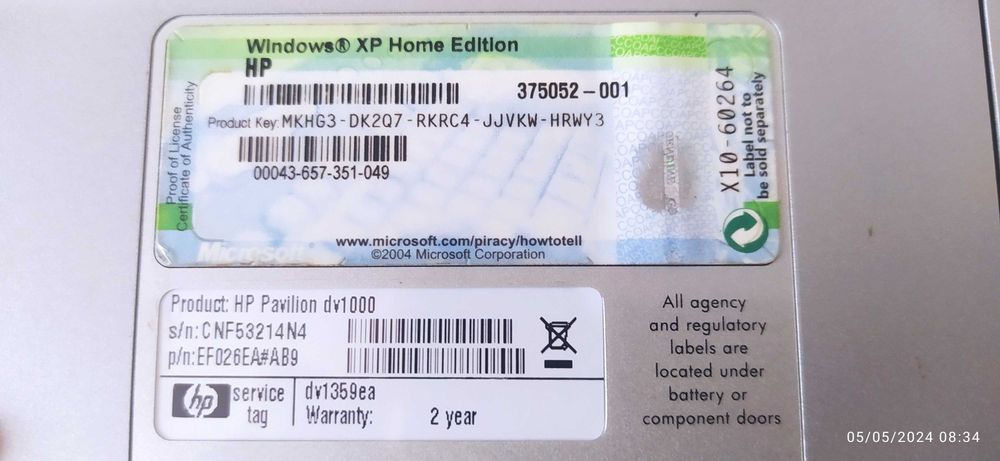 Windows® XP Home Edition
HP
375052-001
Product Key: MKHG3-DK2Q7-RKRC4-JJVKW-HRWY3
00043-657-351-049
www.microsoft.com/piracy/howtotell
©2004 Microsoft Corporation
Microsoft®
Proof of License
Certificate of Authenticity
X10-60264
Label not to
be sold separately
Product: HP Pavilion dv1000
s/n:CNF53214N4
p/n:EF026EA#AB9
hp
service
tag
dv1359ea
Warranty: 2 year
All agency
and regulatory
labels are
located under
battery or
component doors
05/05/2024 08:34